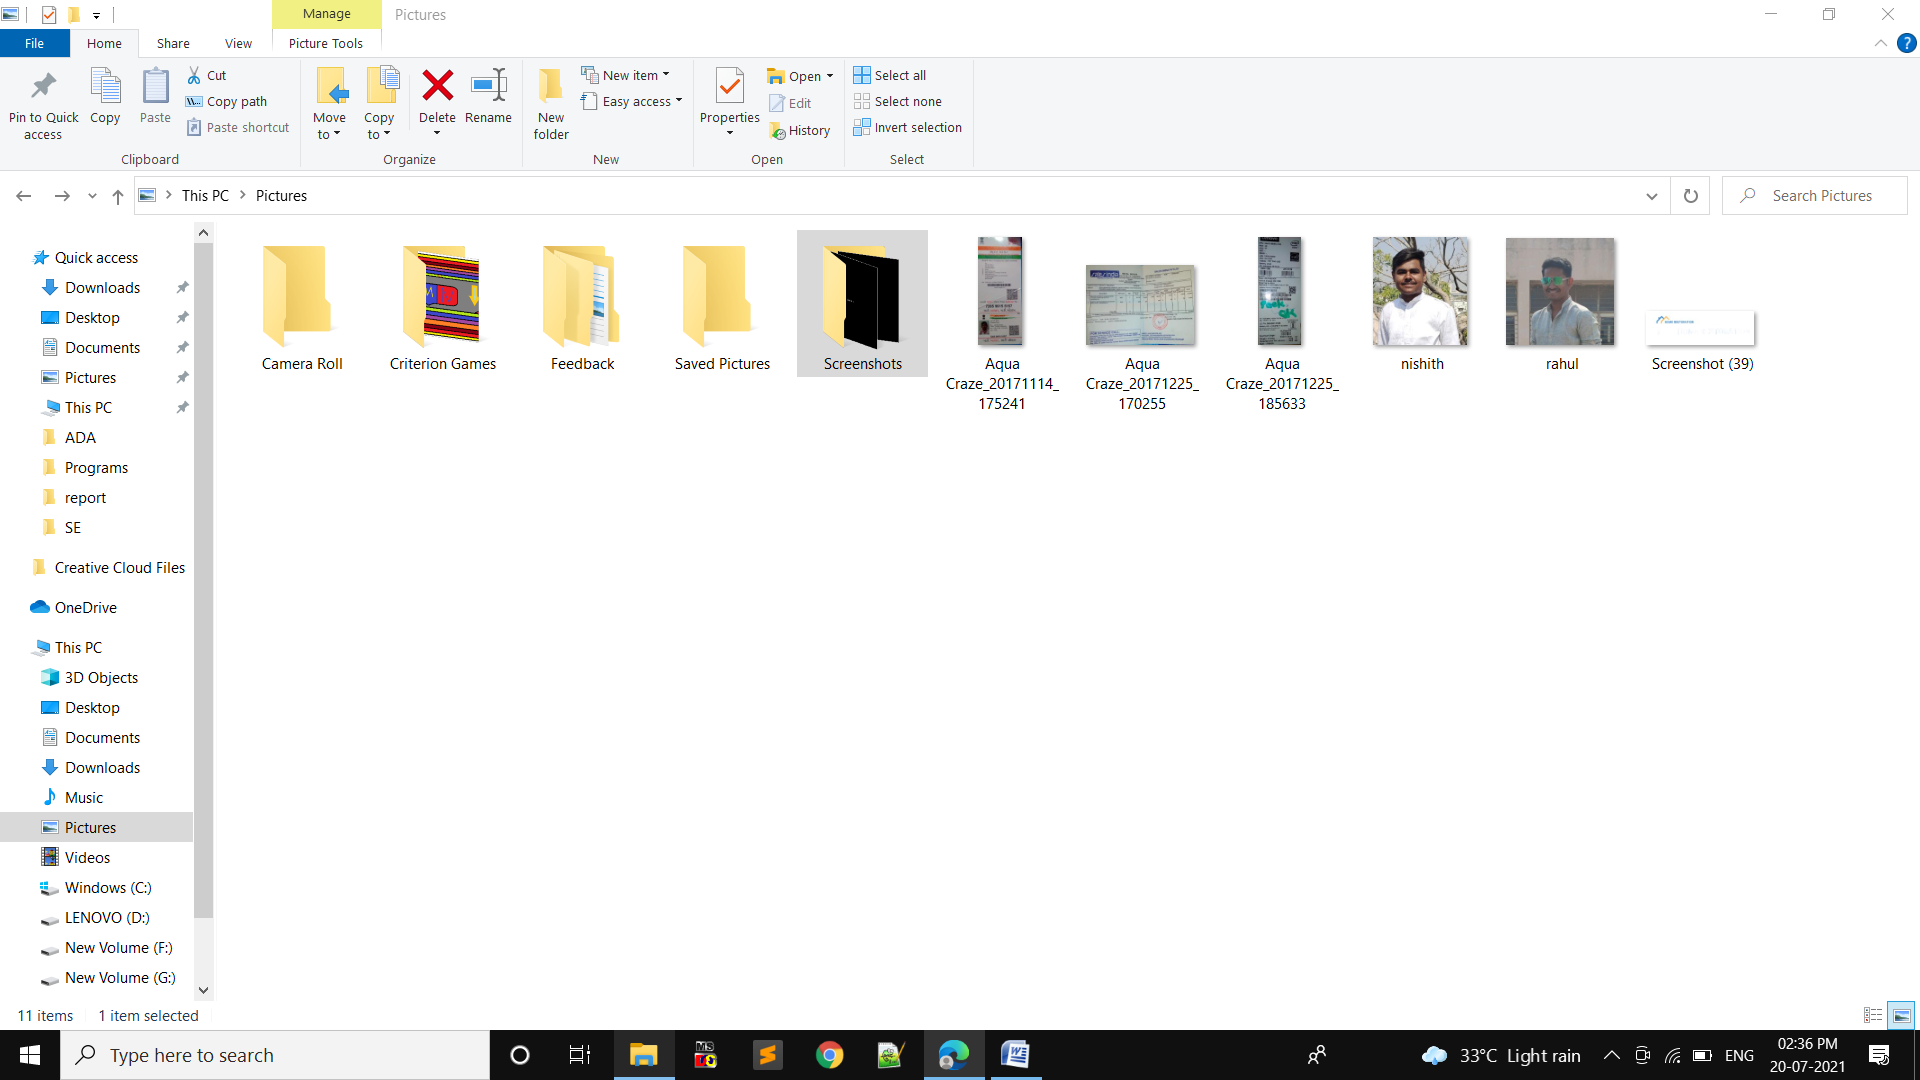 Manage
Pictures
File
Home
Share
View
Picture Tools
Pin to Quick
access
Copy
Paste
Cut
Copy path
Paste shortcut
Clipboard
Move
to
Copy
to
Delete
Rename
Organize
New
folder
New item
Easy access
New
Properties
Open
Edit
History
Open
Select all
Select none
Invert selection
Select
This PC
Pictures
Search Pictures
Quick access
Downloads
Desktop
Documents
Pictures
This PC
ADA
Programs
report
SE
Creative Cloud Files
OneDrive
This PC
3D Objects
Desktop
Documents
Downloads
Music
Pictures
Videos
Windows (C:)
LENOVO (D:)
New Volume (F:)
New Volume (G:)
Camera Roll
Criterion Games
Feedback
Saved Pictures
Screenshots
Aqua
Craze_20171114_
175241
Aqua
Craze_20171225_
170255
Aqua
Craze_20171225_
185633
nishith
rahul
Screenshot (39)
11 items
1 item selected
Type here to search
33°C Light rain
ENG
02:36 PM
20-07-2021